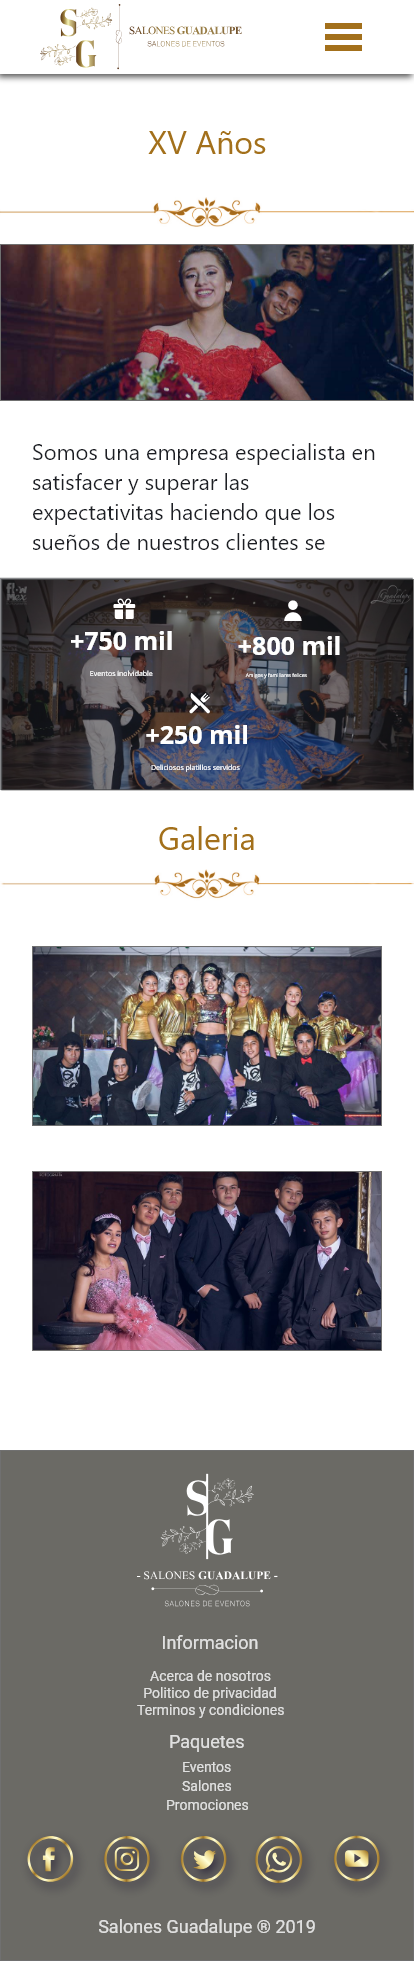 S
G
SALONES GUADALUPE
SALONES DE EVENTOS
XV Años
Somos una empresa especialista en
satisfacer y superar las
expectativitas haciendo que los
sueños de nuestros clientes se
+750 mil
Eventos inolvidable
+800 mil
Amigos y familiares felices
+250 mil
Deliciosos platillos servidos
Galeria
S
G
- SALONES GUADALUPE -
SALONES DE EVENTOS
Informacion
Acerca de nosotros
Politico de privacidad
Terminos y condiciones
Paquetes
Eventos
Salones
Promociones
Salones Guadalupe ® 2019